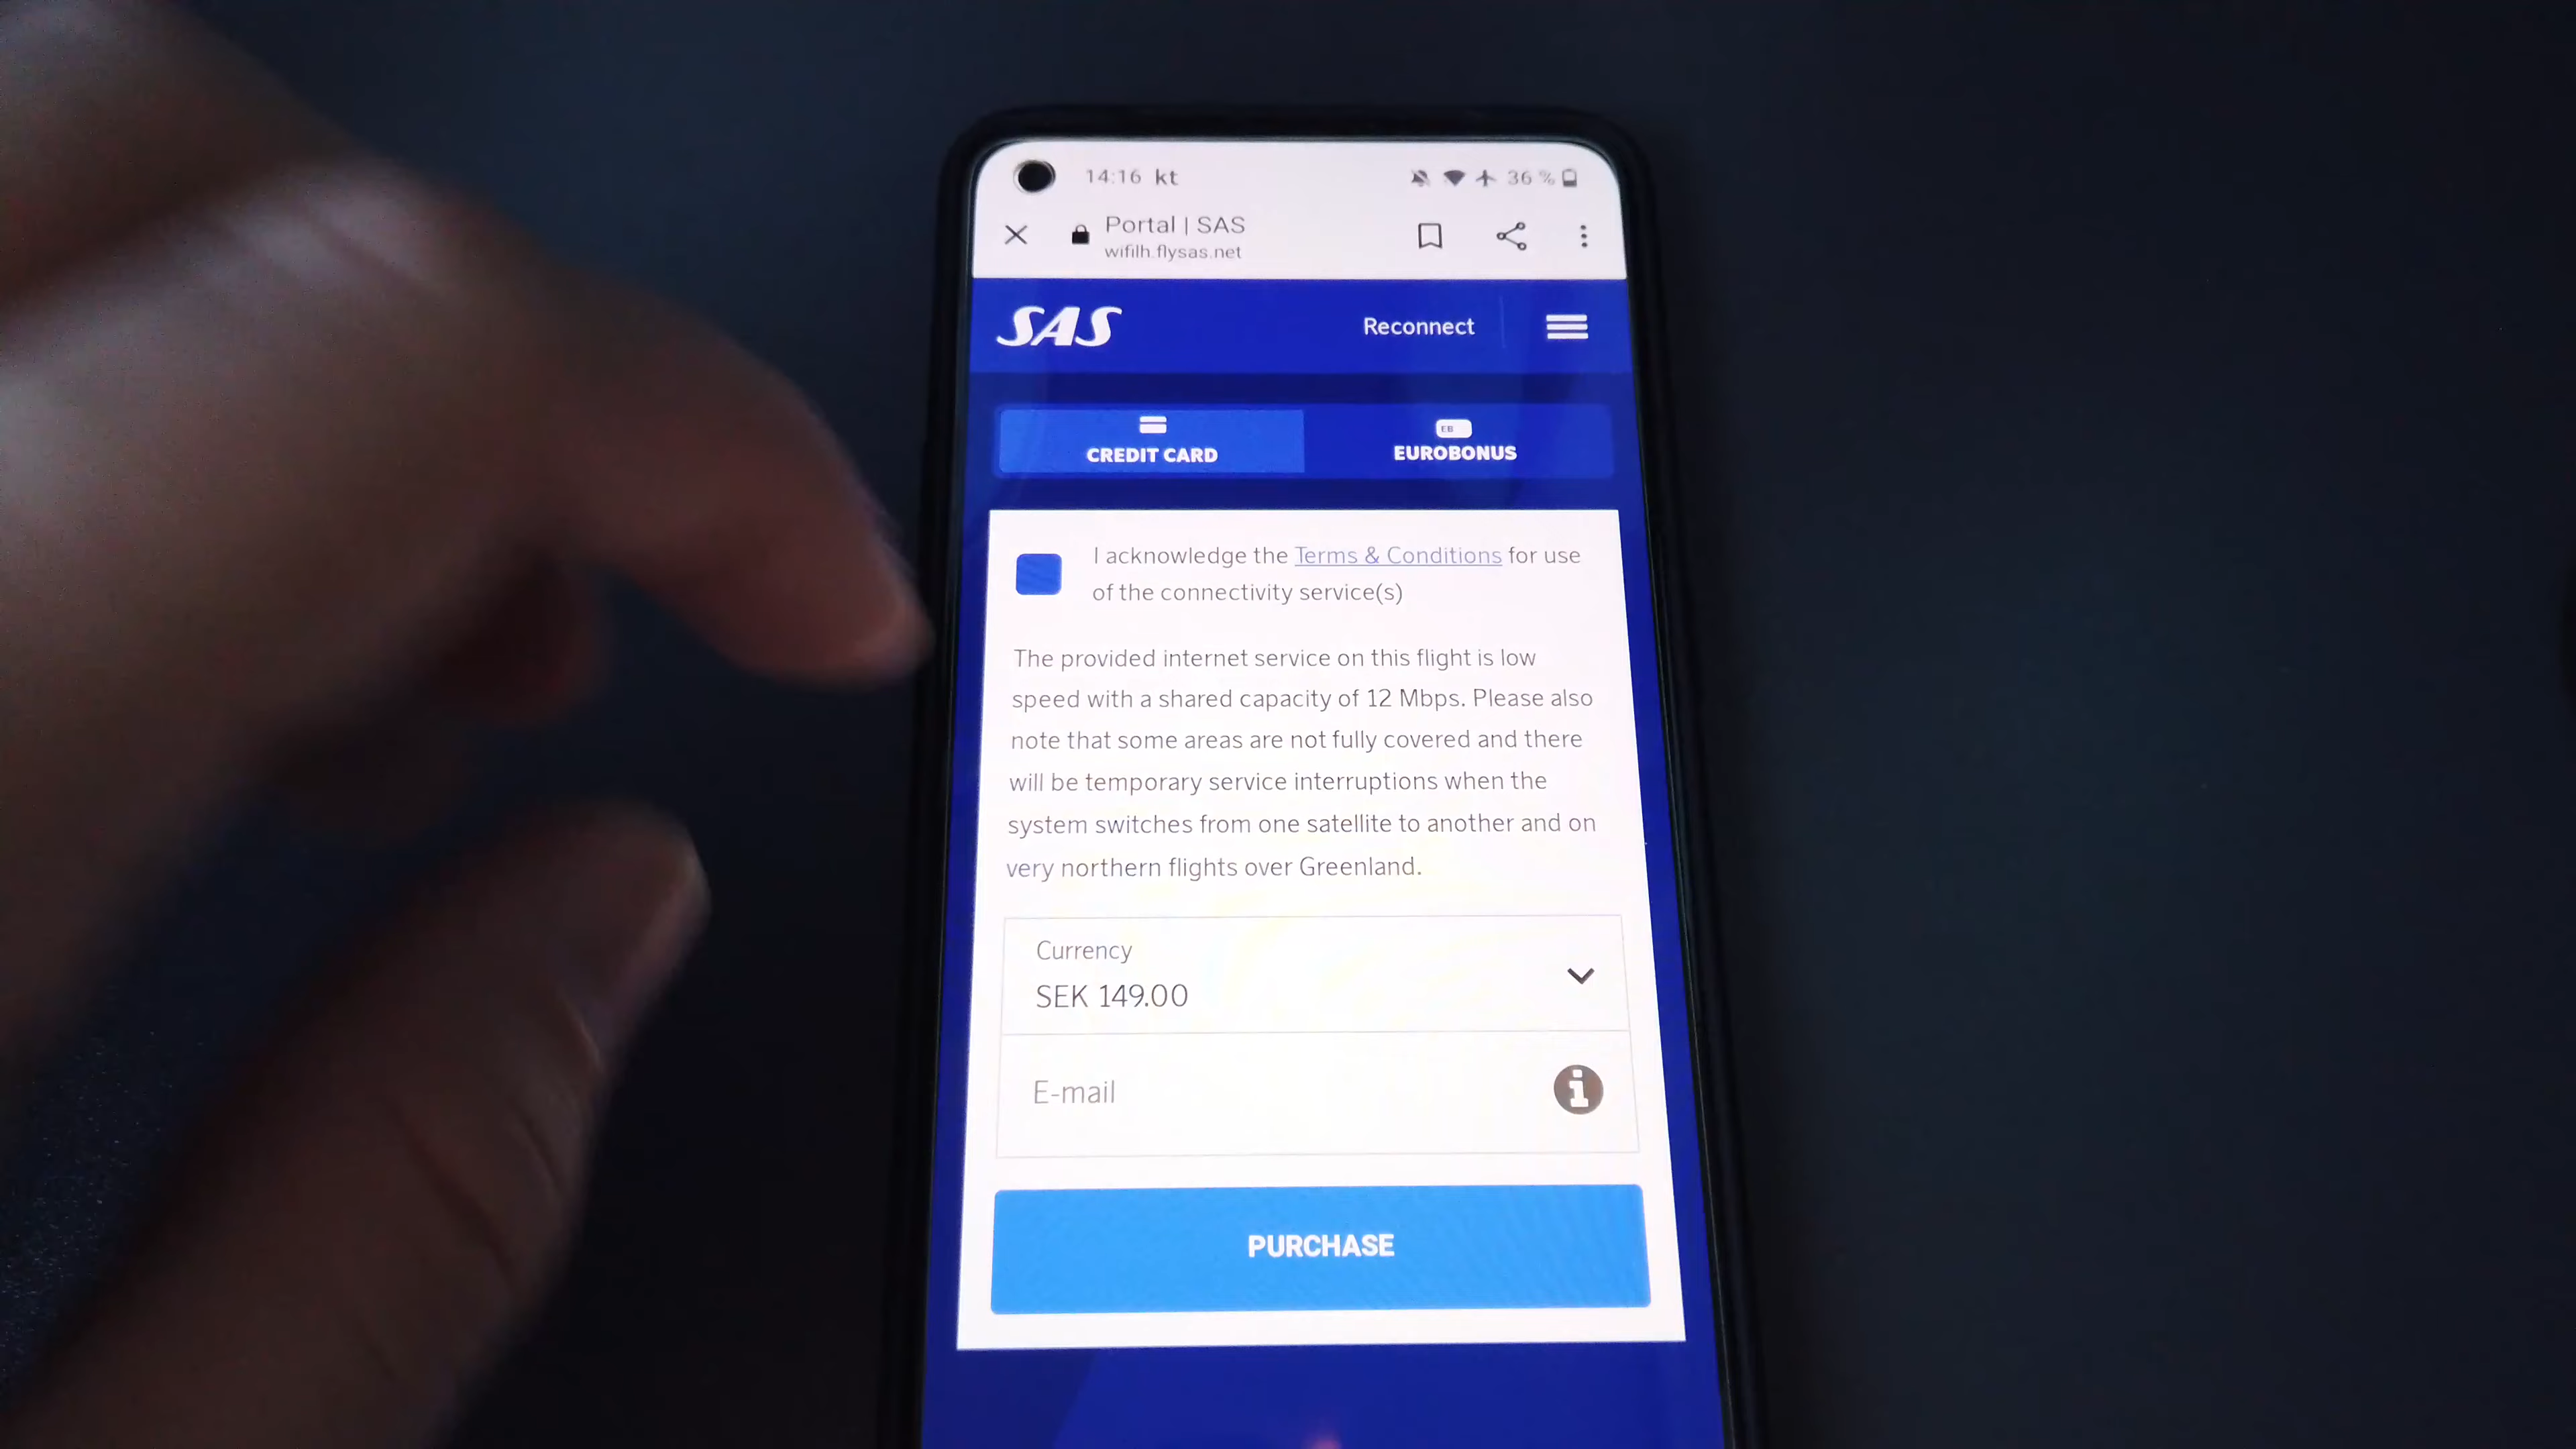 14:16 kt
36 %
Portal | SAS
wifilh.flysas.net
SAS
Reconnect
CREDIT CARD
EB
EUROBONUS
I acknowledge the Terms & Conditions for use
of the connectivity service(s)
The provided internet service on this flight is low
speed with a shared capacity of 12 Mbps. Please also
note that some areas are not fully covered and there
will be temporary service interruptions when the
system switches from one satellite to another and on
very northern flights over Greenland.
Currency
SEK 149.00
E-mail
PURCHASE